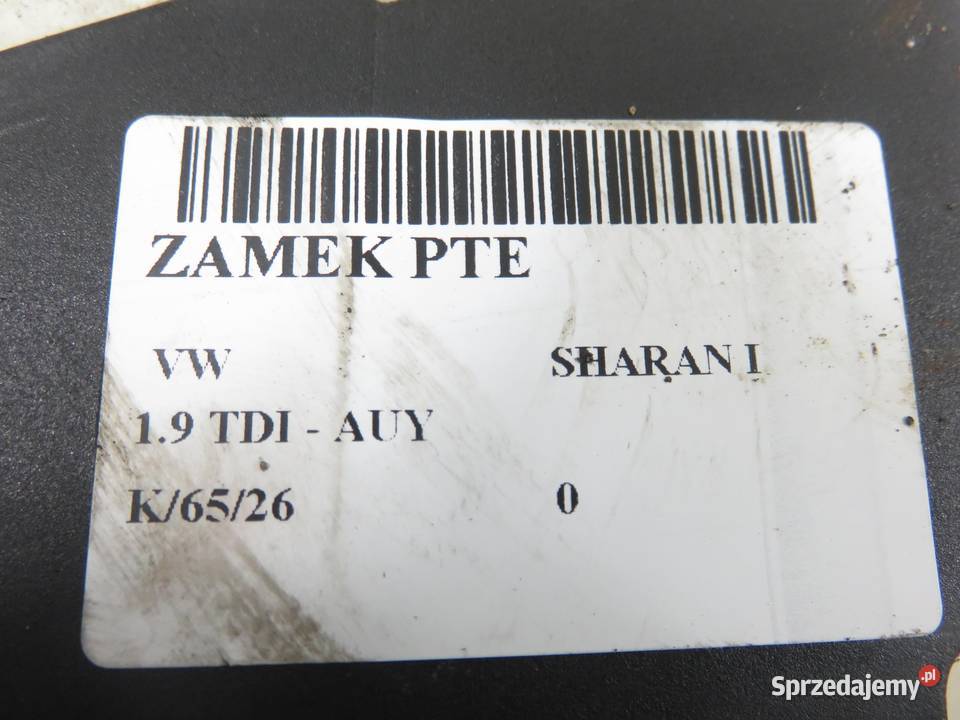 ZAMEK PTE
VW SHARAN I
1.9 TDI - AUY
K/65/26 0
Sprzedajemy.pl